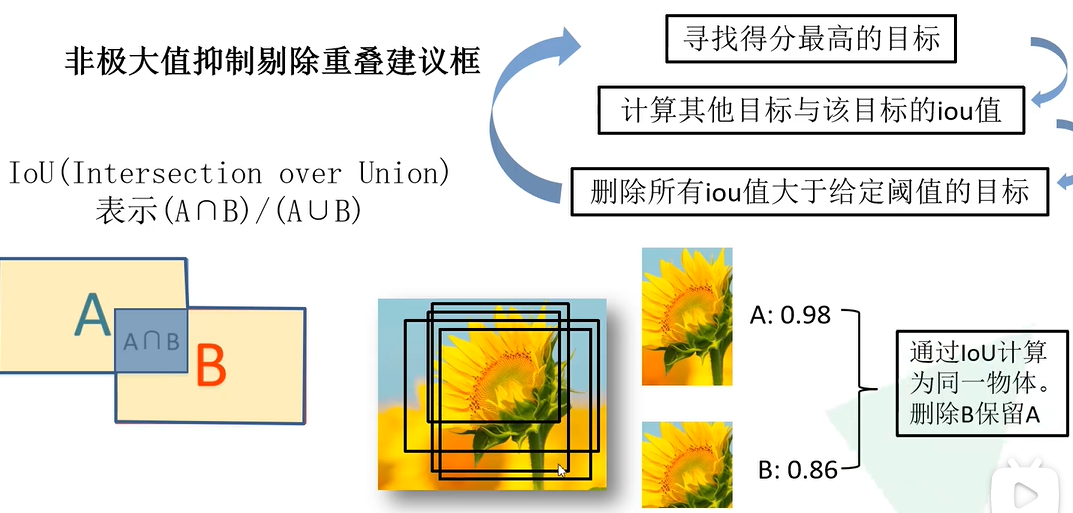 非极大值抑制剔除重叠建议框
寻找得分最高的目标
计算其他目标与该目标的iou值
删除所有iou值大于给定阈值的目标
IoU(Intersection over Union)
表示(A∩B)/(A∪B)
A
A∩B
B
A: 0.98
B: 0.86
通过IoU计算
为同一物体。
删除B保留A